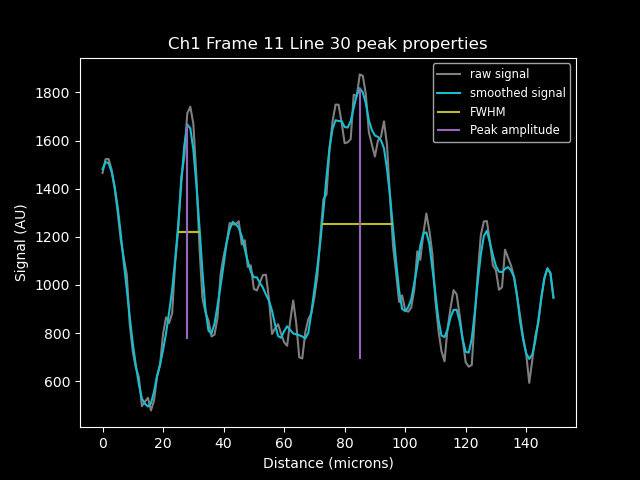 Ch1 Frame 11 Line 30 peak properties
raw signal
smoothed signal
FWHM
Peak amplitude
Signal (AU)
1800
1600
1400
1200
1000
800
600
0 20 40 60 80 100 120 140
Distance (microns)